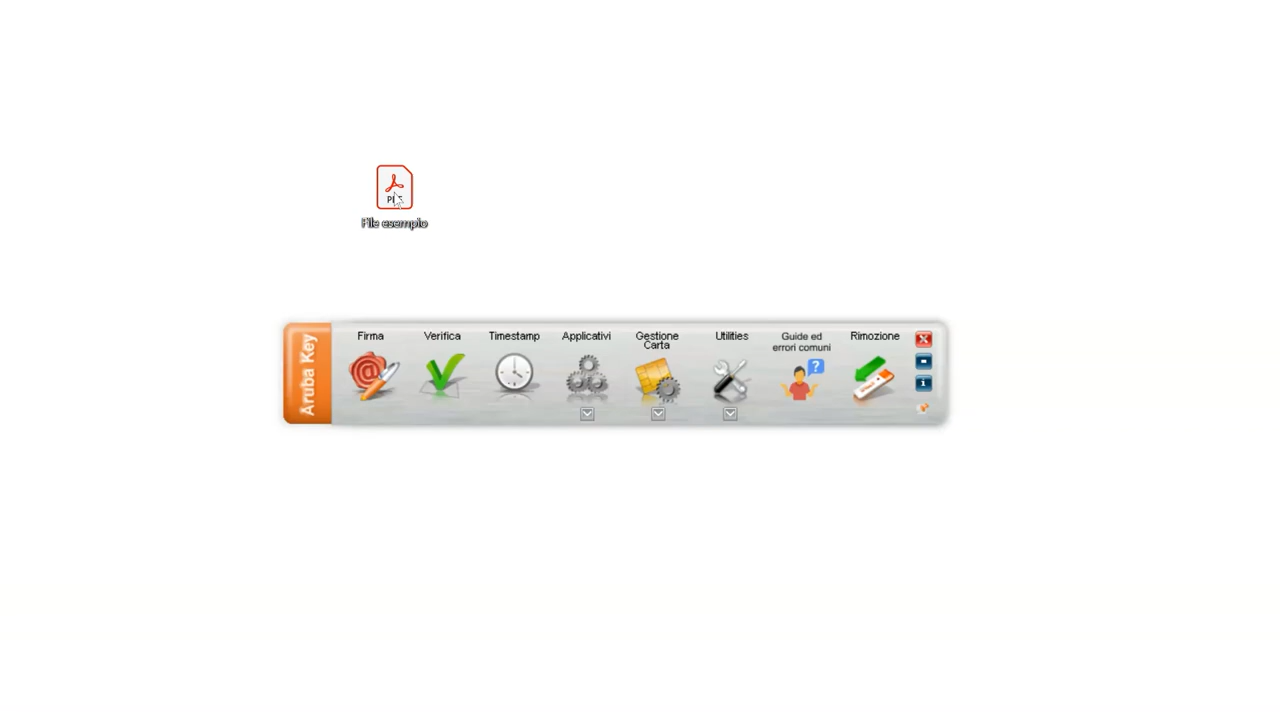 File esempio
Aruba Key
Firma
Verifica
Timestamp
Applicativi
Gestione
Carta
Utilities
Guide ed
errori comuni
Rimozione